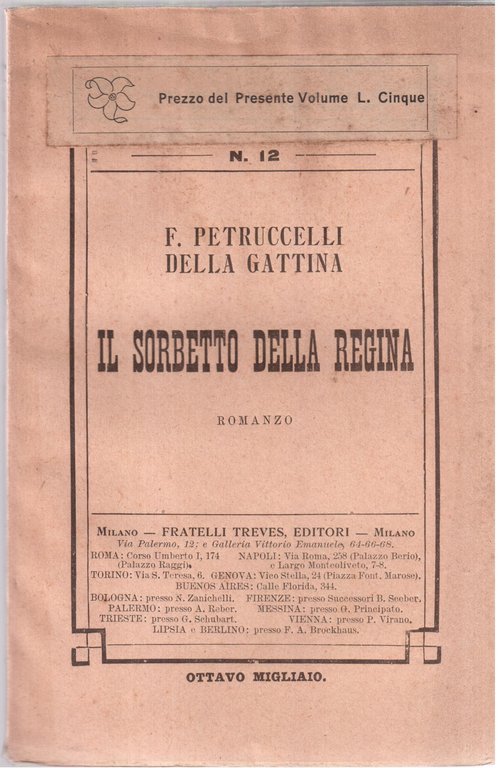 Prezzo del Presente Volume L. Cinque
N. 12
F. PETRUCCELLI
DELLA GATTINA
IL SORBETTO DELLA REGINA
ROMANZO
MILANO — FRATELLI TREVES, EDITORI — MILANO
Via Palermo, 12; e Galleria Vittorio Emanuele, 64-66-68.
ROMA: Corso Umberto I, 174 NAPOLI: Via Roma, 258 (Palazzo Berio),
(Palazzo Raggi). e Largo Monteoliveto, 7-8.
TORINO: Via S. Teresa, 6. GENOVA: Vico Stella, 24 (Piazza Font. Marose).
BUENOS AIRES: Calle Florida, 344.
BOLOGNA: presso N. Zanichelli. FIRENZE: presso Successori B. Seeber.
PALERMO: presso A. Reber. MESSINA: presso G. Principato.
TRIESTE: presso G. Schubart. VIENNA: presso P. Virano.
LIPSIA e BERLINO: presso F. A. Brockhaus.
OTTAVO MIGLIAIO.